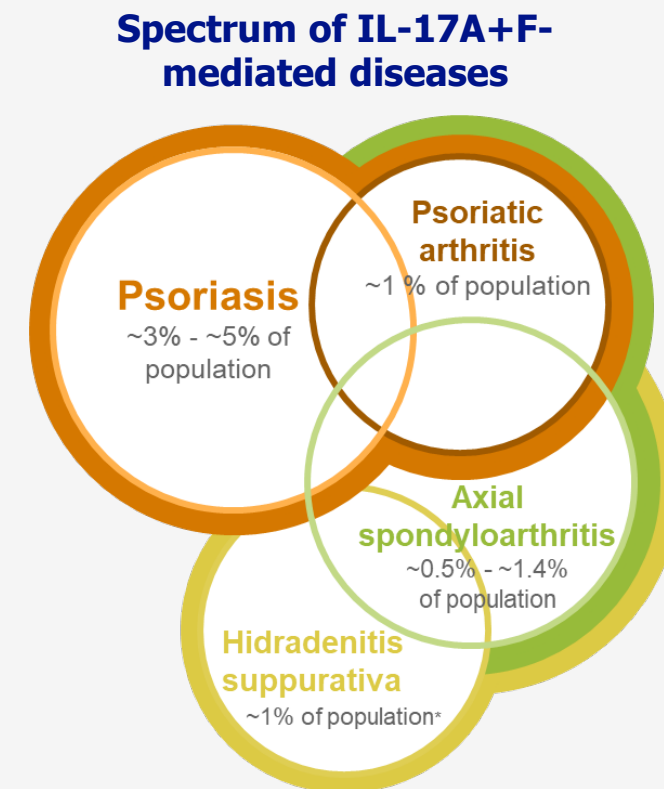 Spectrum of IL-17A+F-
mediated diseases
Psoriatic
arthritis
~1 % of population
Psoriasis
~3% - ~5% of
population
Axial
spondyloarthritis
~0.5% - ~1.4%
of population
Hidradenitis
suppurativa
~1% of population*